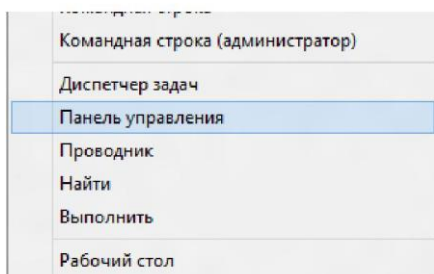 Командная строка (администратор)
Диспетчер задач
Панель управления
Проводник
Найти
Выполнить
Рабочий стол